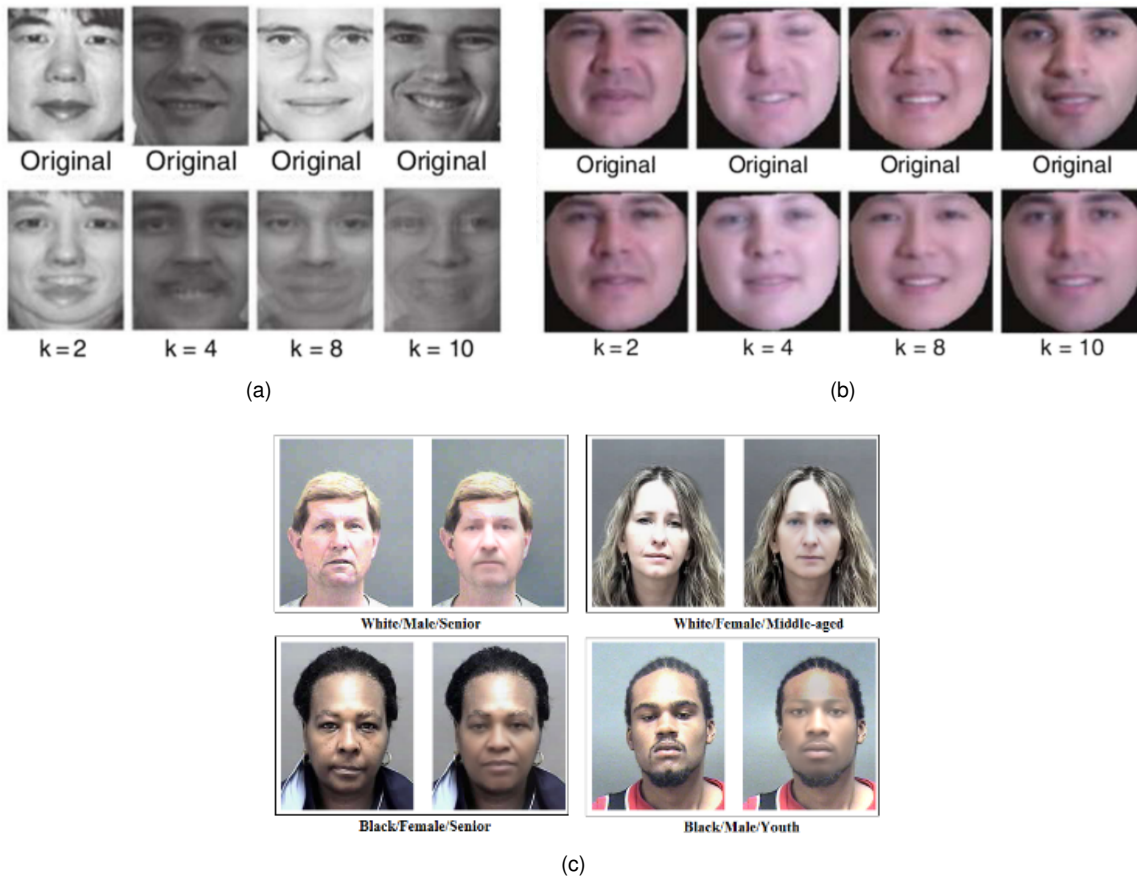 Original Original Original Original
k = 2 k = 4 k = 8 k = 10
(a)
Original Original Original Original
k = 2 k = 4 k = 8 k = 10
(b)
White/Male/Senior White/Female/Middle-aged
Black/Female/Senior Black/Male/Youth
(c)